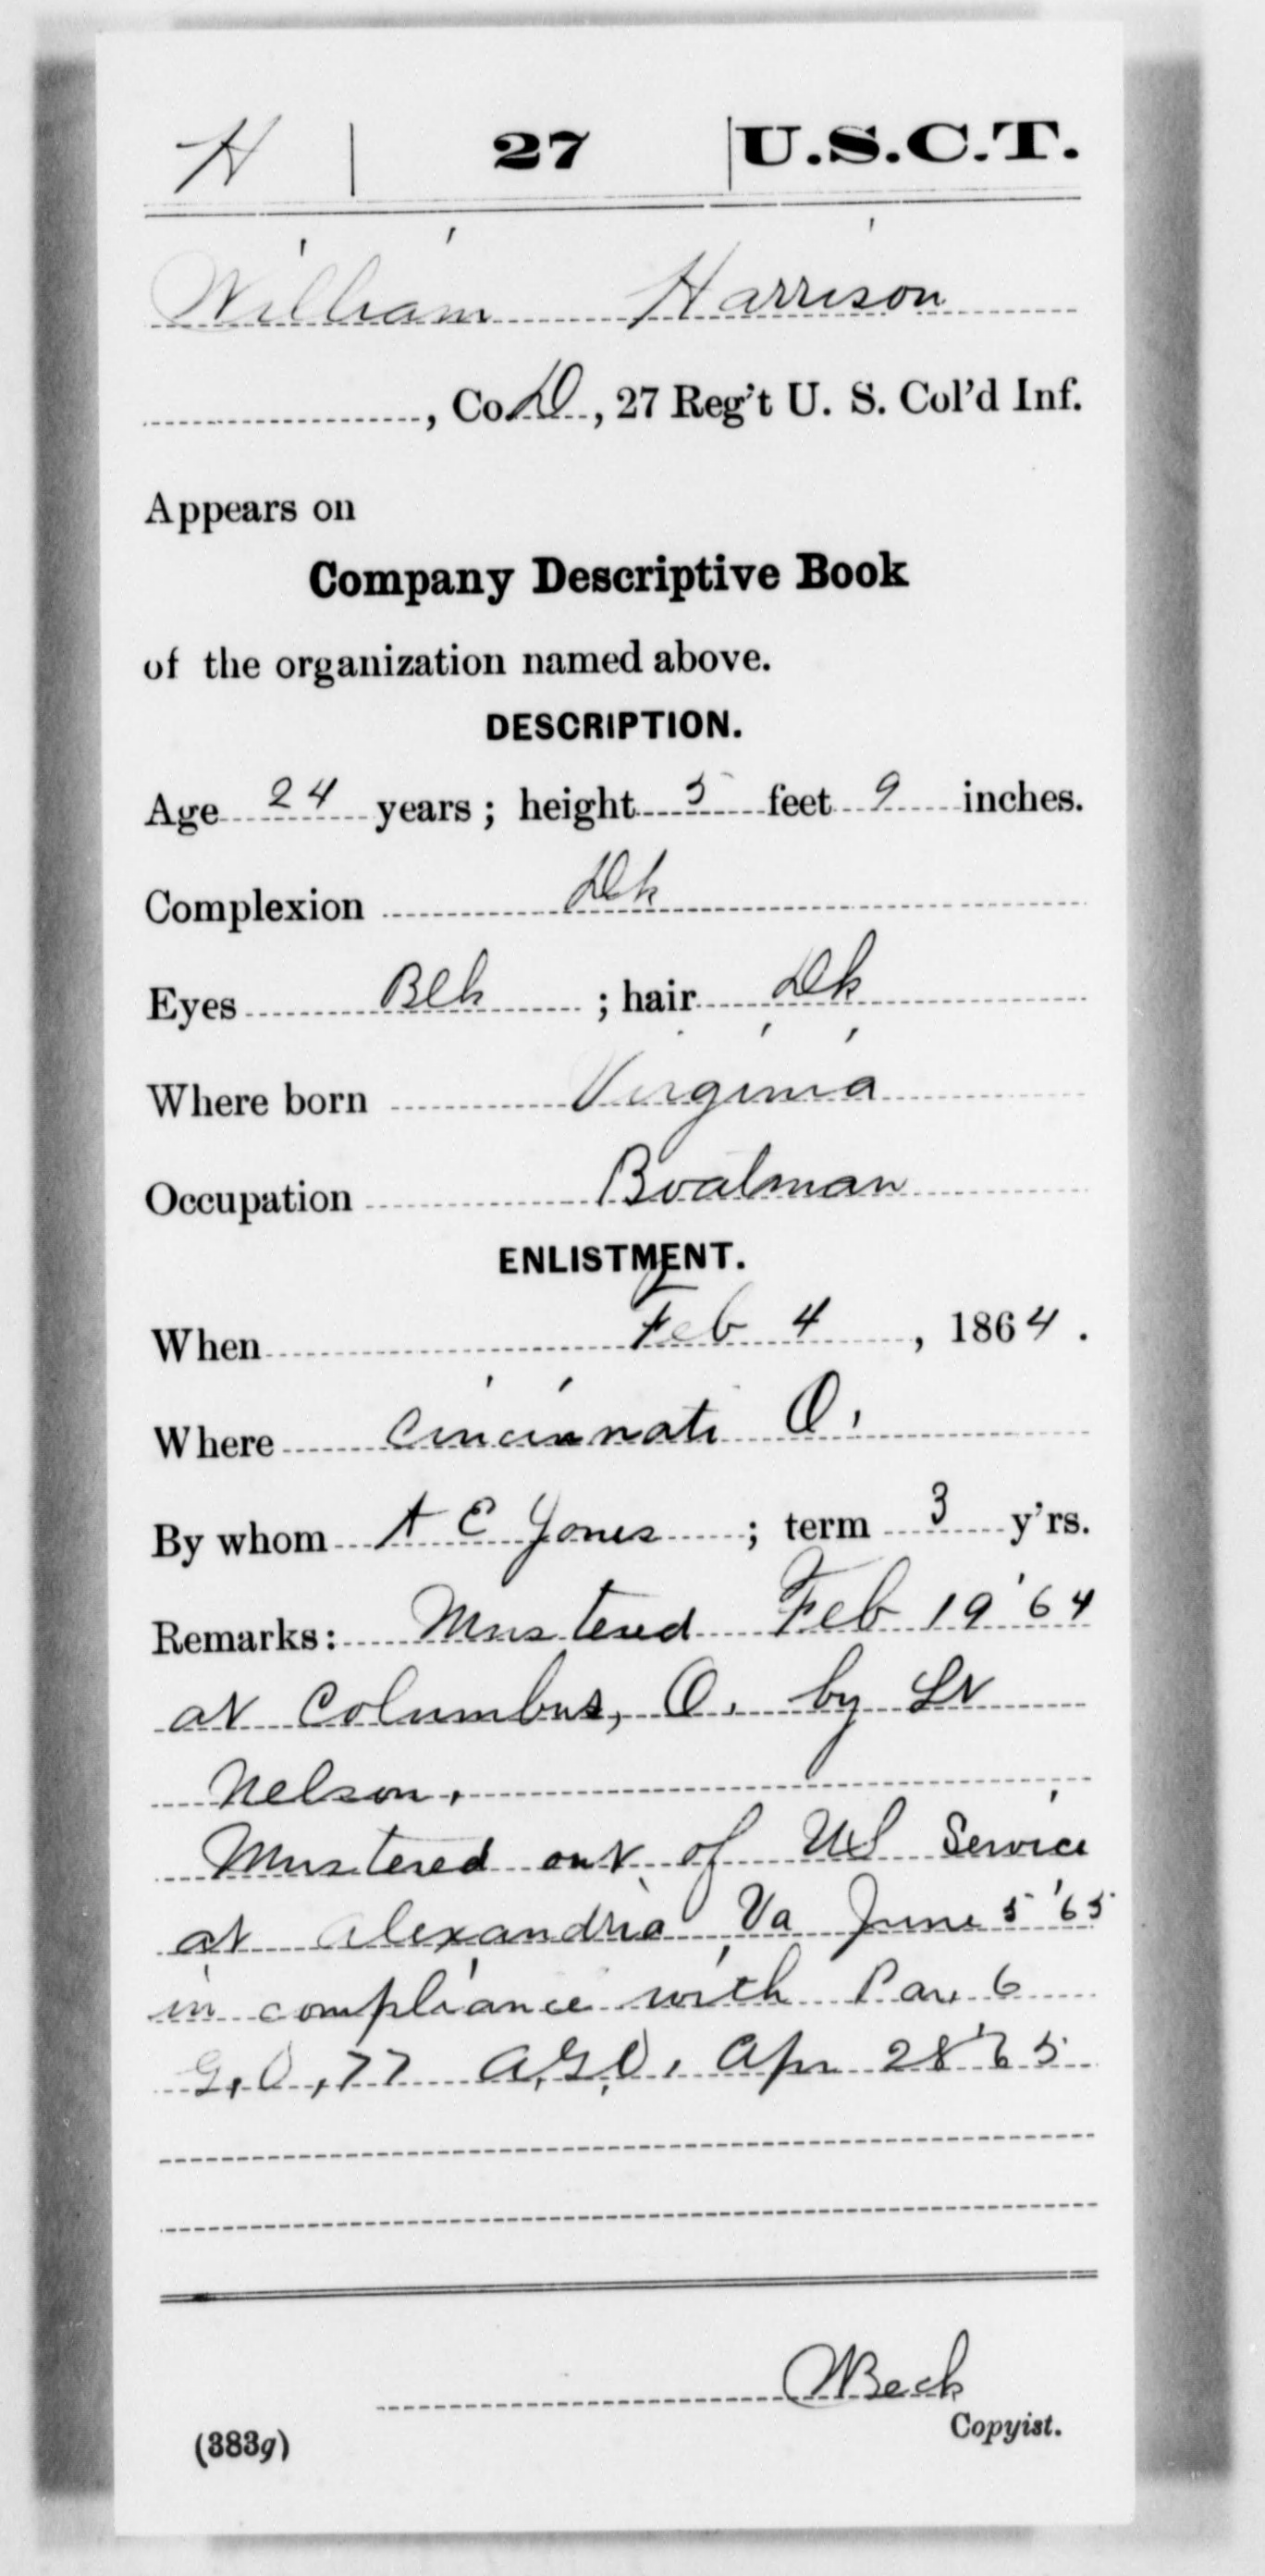 H | 27 | U.S.C.T.
William Harrison
, Co. D, 27 Reg't U. S. Col'd Inf.
Appears on
Company Descriptive Book
of the organization named above.
DESCRIPTION.
Age 24 years; height 5 feet 9 inches.
Complexion Dk
Eyes Blk ; hair Dk
Where born Virginia
Occupation Boatman
ENLISTMENT.
When Feb 4, 1864.
Where Cincinnati O.
By whom A C Jones; term 3 y'rs.
Remarks: Mustered Feb 19 '64
at Columbus, O. by Lt
Nelson.
Mustered out of US Service
at Alexandria, Va June 5 '65
in compliance with Par. 6
G.O. 77 A.G.O. Apr 28 '65
Beck
Copyist.
(383g)